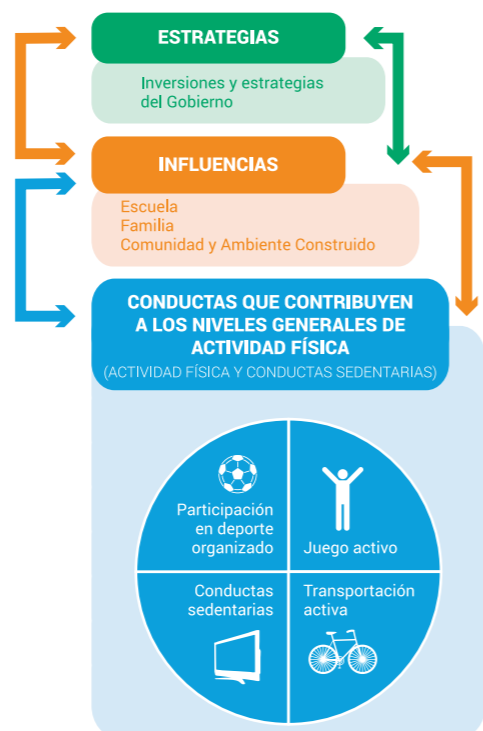 ESTRATEGIAS
Inversiones y estrategias
del Gobierno
INFLUENCIAS
Escuela
Familia
Comunidad y Ambiente Construido
CONDUCTAS QUE CONTRIBUYEN
A LOS NIVELES GENERALES DE
ACTIVIDAD FÍSICA
(ACTIVIDAD FÍSICA Y CONDUCTAS SEDENTARIAS)
Participación
en deporte
organizado
Juego activo
Conductas
sedentarias
Transportación
activa